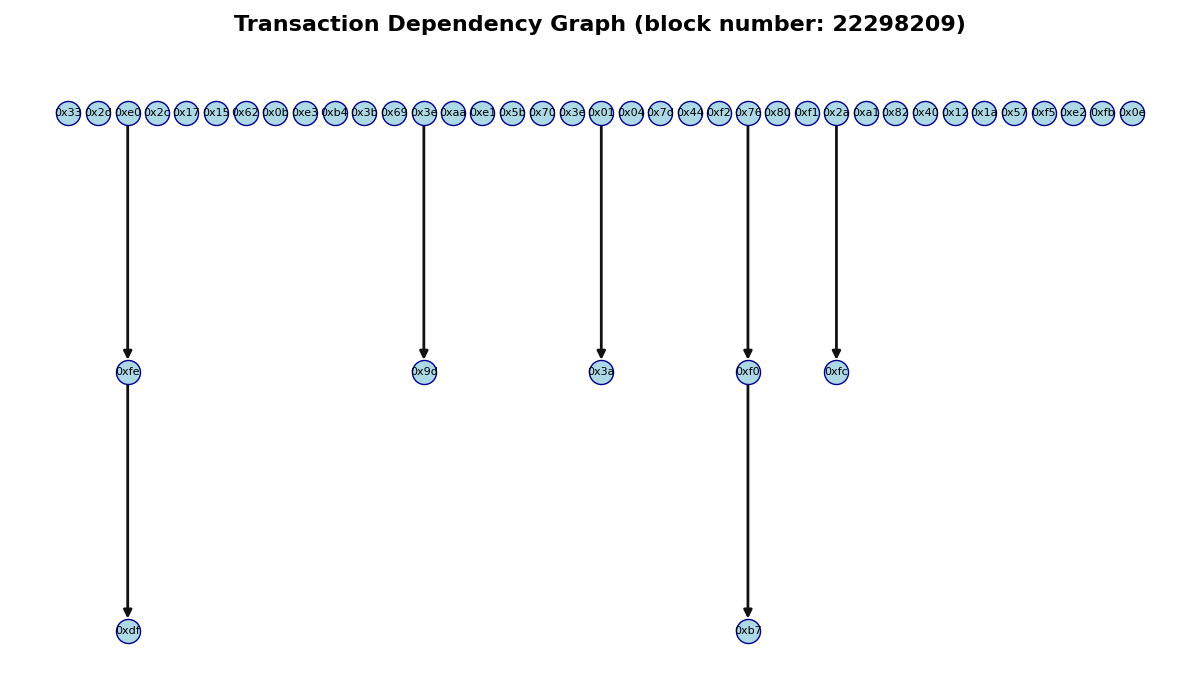 Transaction Dependency Graph (block number: 22298209)
0x33 0x2d 0xe0 0x2c 0x17 0x15 0x62 0x0b 0xe3 0xb4 0x3b 0x69 0x3e 0xaa 0xe1 0x5b 0x70 0x3e 0x01 0x04 0x7d 0x44 0xf2 0x76 0x80 0xf1 0x2a 0xa1 0x82 0x40 0x12 0x1a 0x57 0xf5 0xe2 0xfb 0x0e
0xfe 0x9d 0x3a 0xf0 0xfc
0xdf 0xb7